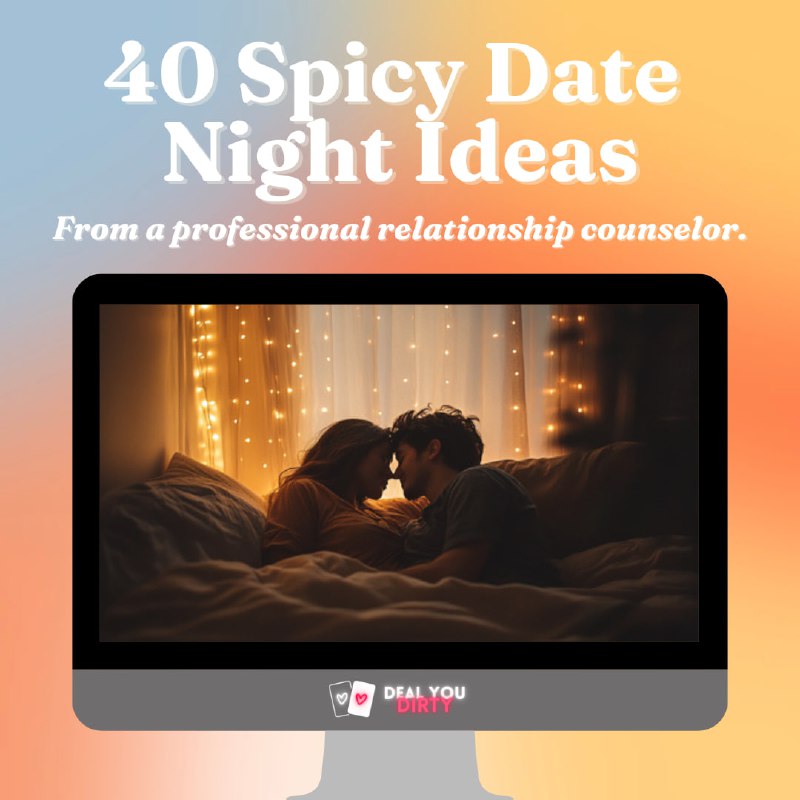 40 Spicy Date
Night Ideas
From a professional relationship counselor.
DEAL YOU
DIRTY